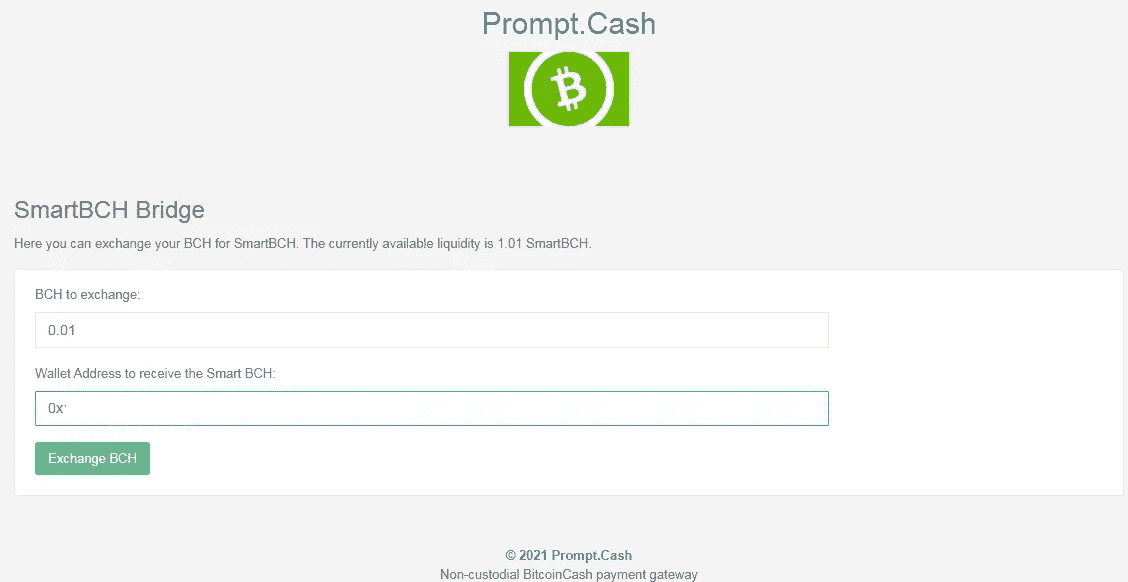 Prompt.Cash
SmartBCH Bridge
Here you can exchange your BCH for SmartBCH. The currently available liquidity is 1.01 SmartBCH.
BCH to exchange:
0.01
Wallet Address to receive the Smart BCH:
0x
Exchange BCH
© 2021 Prompt.Cash
Non-custodial BitcoinCash payment gateway